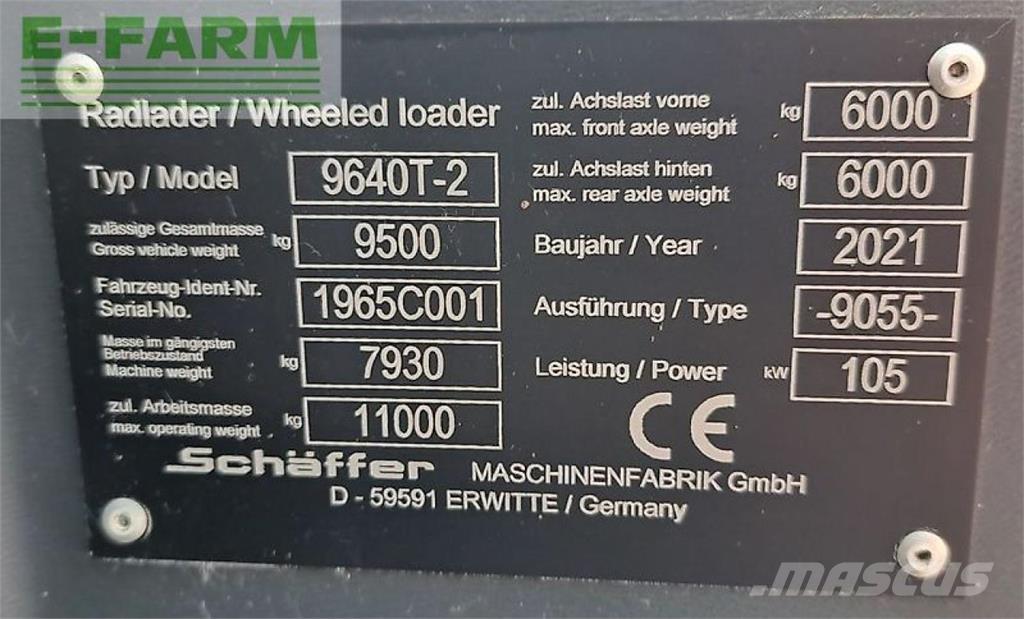 E-FARM
Radlader / Wheeled loader
Typ / Model 9640T-2
zulässige Gesamtmasse
Gross vehicle weight kg 9500
Fahrzeug-Ident-Nr.
Serial-No. 1965C001
Masse im gängigsten
Betriebszustand
Machine weight kg 7930
zul. Arbeitsmasse
max. operating weight kg 11000
zul. Achslast vorne
max. front axle weight kg 6000
zul. Achslast hinten
max. rear axle weight kg 6000
Baujahr / Year 2021
Ausführung / Type -9055-
Leistung / Power kW 105
CE
Schäffer MASCHINENFABRIK GmbH
D - 59591 ERWITTE / Germany
mascus